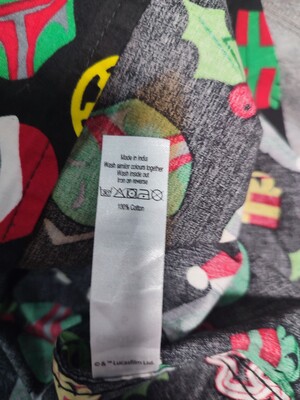 Made in India
Wash similar colours together
Wash inside out
Iron on reverse
100% Cotton
© & ™ Lucasfilm Ltd.